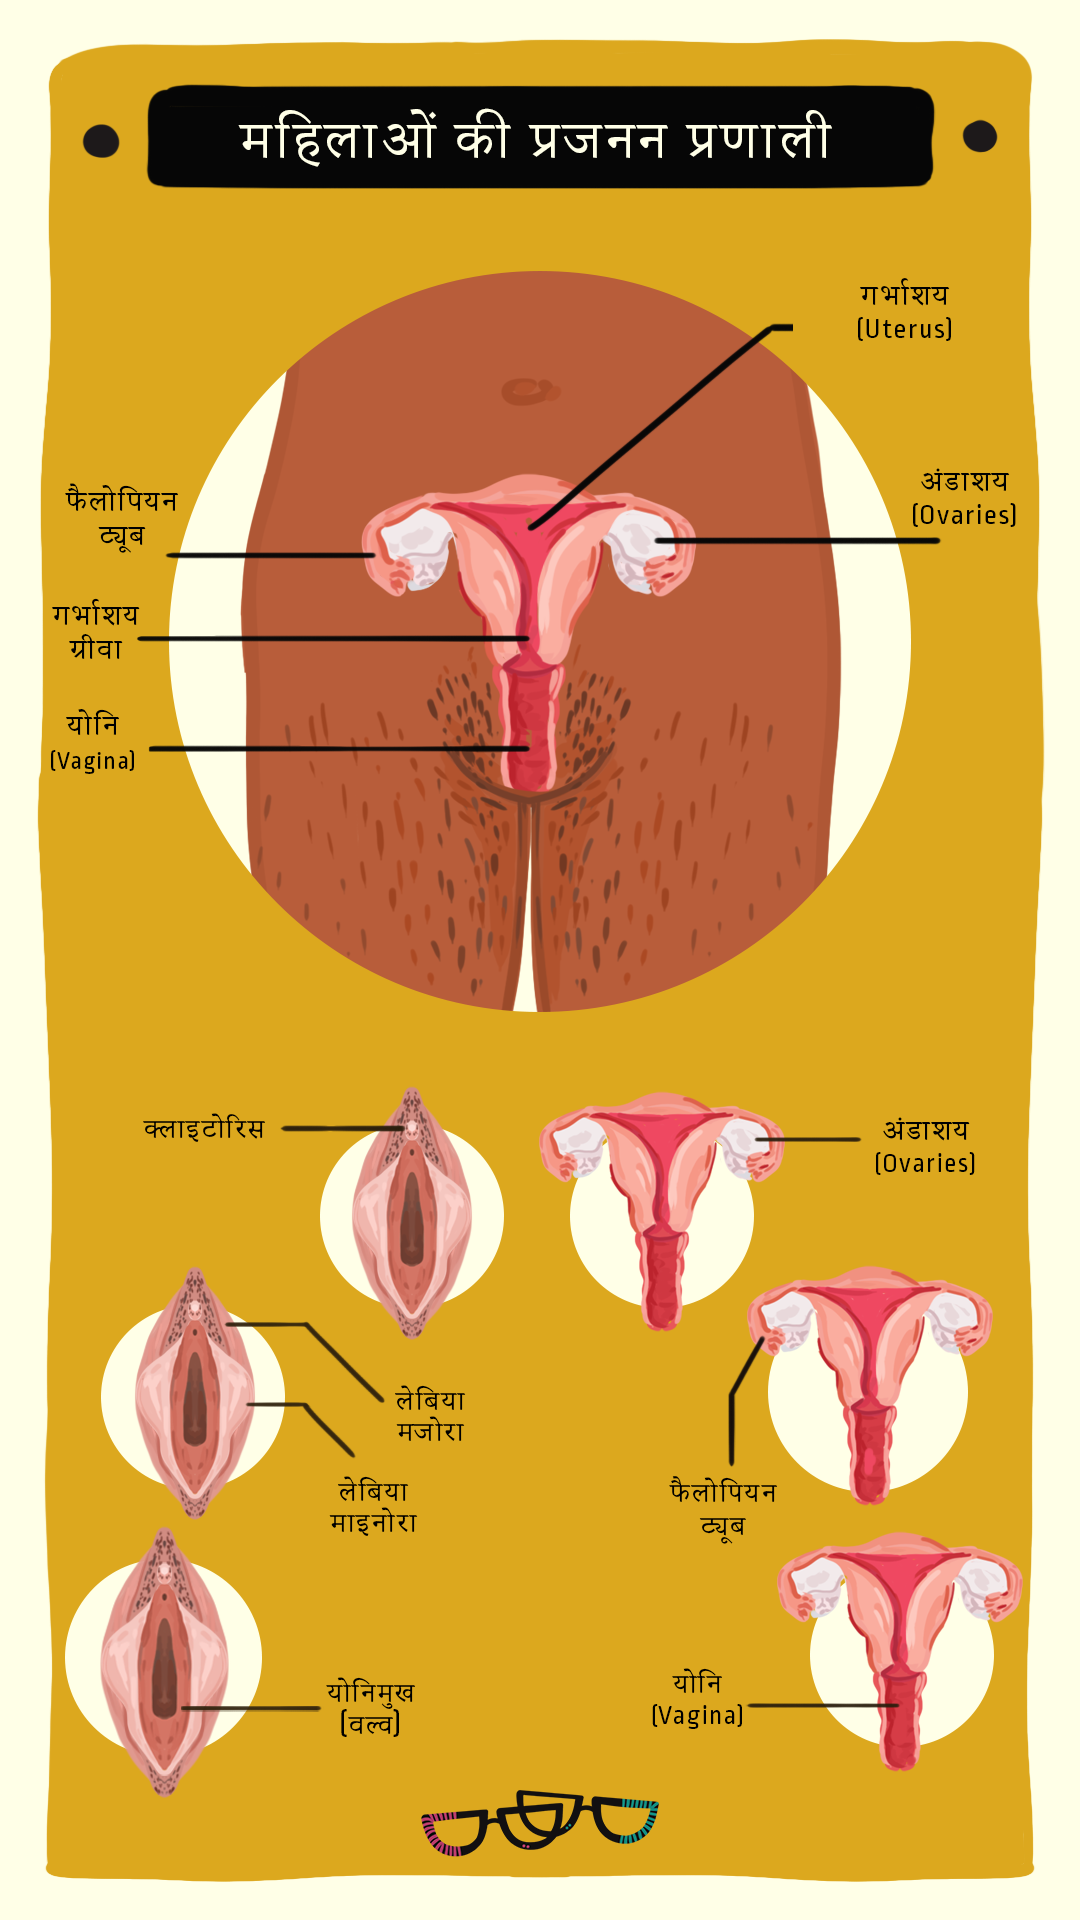 महिलाओं की प्रजनन प्रणाली
गर्भाशय
(Uterus)
फैलोपियन
ट्यूब
अंडाशय
(Ovaries)
गर्भाशय
ग्रीवा
योनि
(Vagina)
क्लाइटोरिस
अंडाशय
(Ovaries)
लेबिया
मजोरा
लेबिया
माइनोरा
फैलोपियन
ट्यूब
योनिमुख
(वल्व)
योनि
(Vagina)